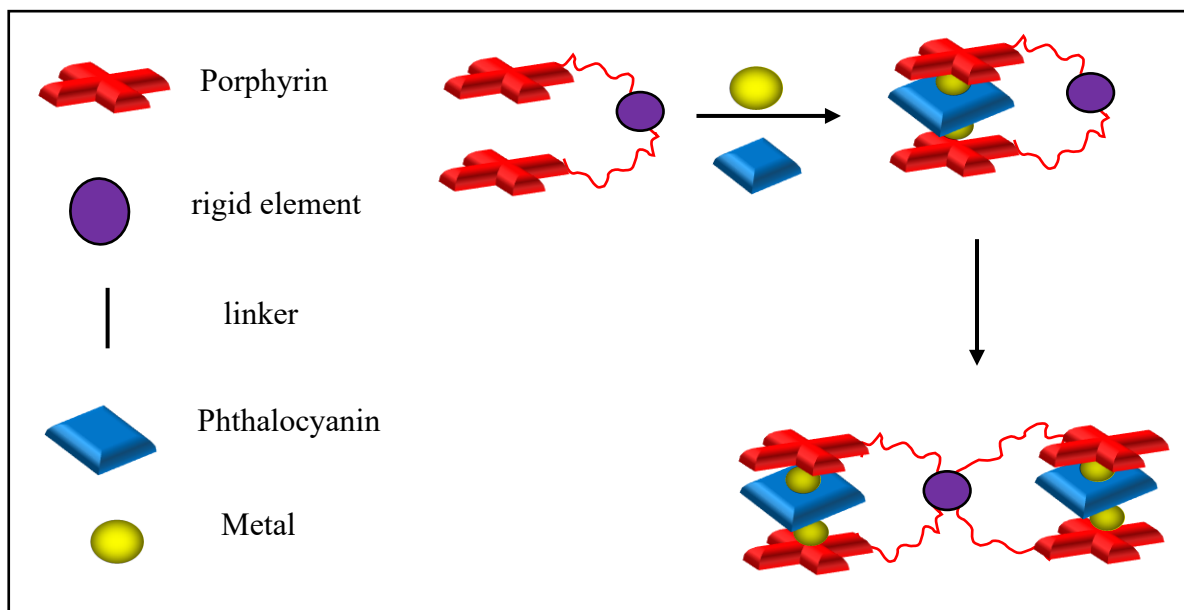 Porphyrin
rigid element
linker
Phthalocyanin
Metal